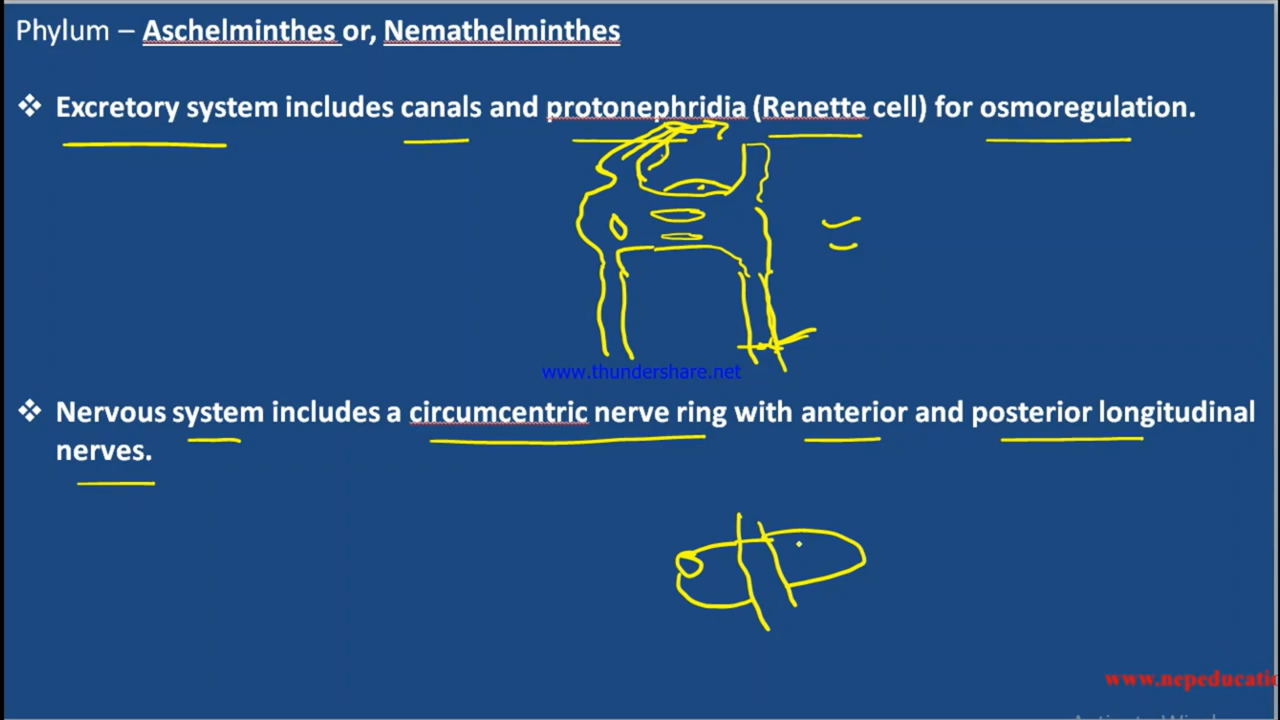 Phylum – Aschelminthes or, Nemathelminthes
❖ Excretory system includes canals and protonephridia (Renette cell) for osmoregulation.
www.thundershare.net
❖ Nervous system includes a circumcentric nerve ring with anterior and posterior longitudinal
nerves.
www.nepeducati